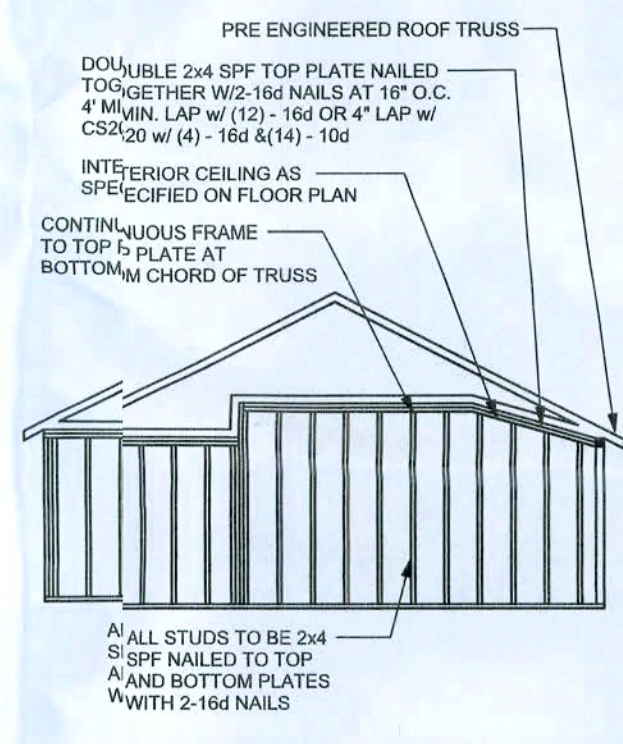 PRE ENGINEERED ROOF TRUSS
DOUBLE 2x4 SPF TOP PLATE NAILED
TOGETHER W/2-16d NAILS AT 16" O.C.
4' MIN. LAP w/ (12) - 16d OR 4" LAP w/
CS20 w/ (4) - 16d &(14) - 10d
INTERIOR CEILING AS
SPECIFIED ON FLOOR PLAN
CONTINUOUS FRAME
TO TOP PLATE AT
BOTTOM CHORD OF TRUSS
ALL STUDS TO BE 2x4
SPF NAILED TO TOP
AND BOTTOM PLATES
WITH 2-16d NAILS